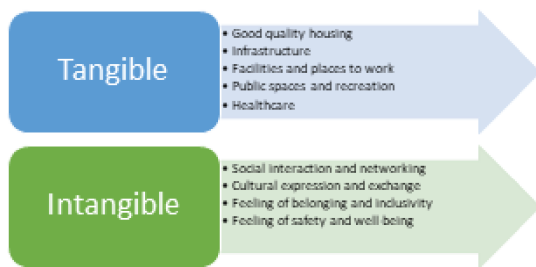 Tangible
• Good quality housing
• Infrastructure
• Facilities and places to work
• Public spaces and recreation
• Healthcare
Intangible
• Social interaction and networking
• Cultural expression and exchange
• Feeling of belonging and inclusivity
• Feeling of safety and well-being